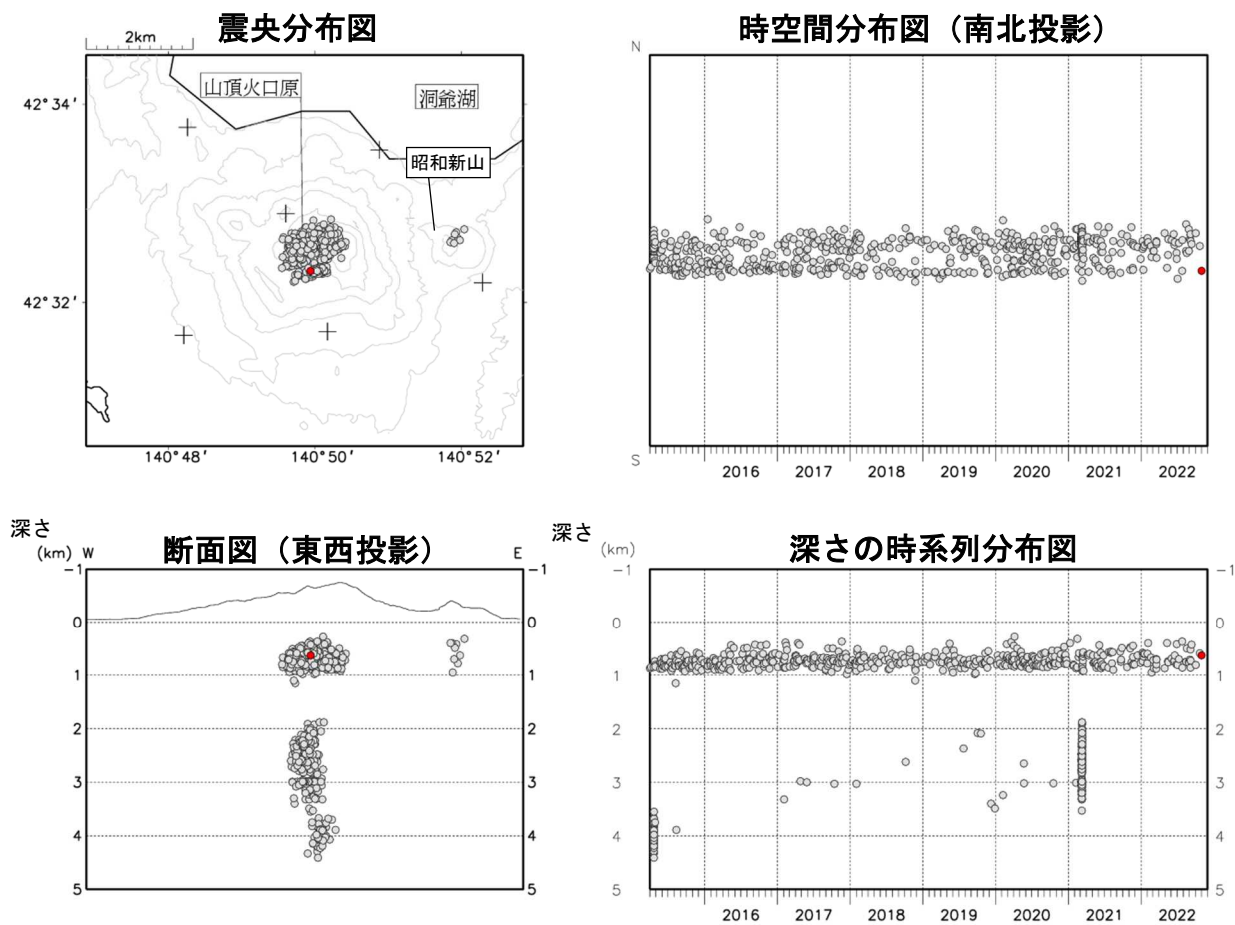 震央分布図
2km
山頂火口原
洞爺湖
昭和新山
42°34′
42°32′
140°48′ 140°50′ 140°52′
時空間分布図（南北投影）
N
S
2016 2017 2018 2019 2020 2021 2022
深さ
(km) W
断面図（東西投影）
E
-1 -1
0 0
1 1
2 2
3 3
4 4
5 5
深さ
(km)
深さの時系列分布図
-1 -1
0 0
1 1
2 2
3 3
4 4
5 5
2016 2017 2018 2019 2020 2021 2022